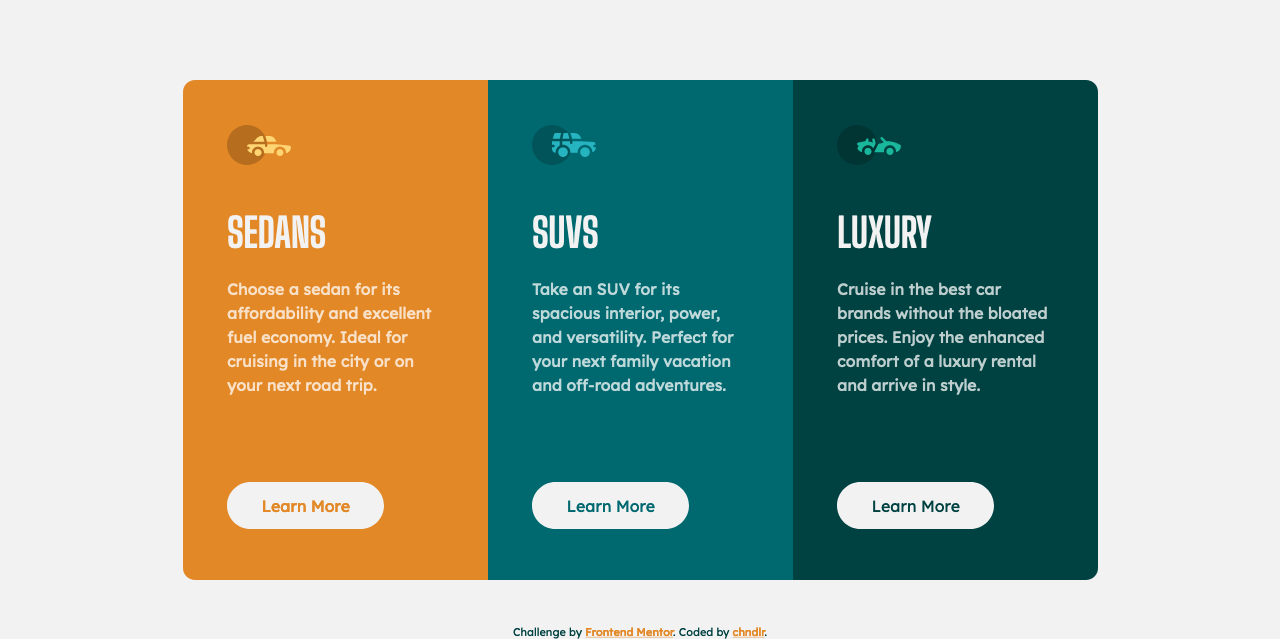 SEDANS
Choose a sedan for its
affordability and excellent
fuel economy. Ideal for
cruising in the city or on
your next road trip.
Learn More
SUVS
Take an SUV for its
spacious interior, power,
and versatility. Perfect for
your next family vacation
and off-road adventures.
Learn More
LUXURY
Cruise in the best car
brands without the bloated
prices. Enjoy the enhanced
comfort of a luxury rental
and arrive in style.
Learn More
Challenge by Frontend Mentor. Coded by chndlr.